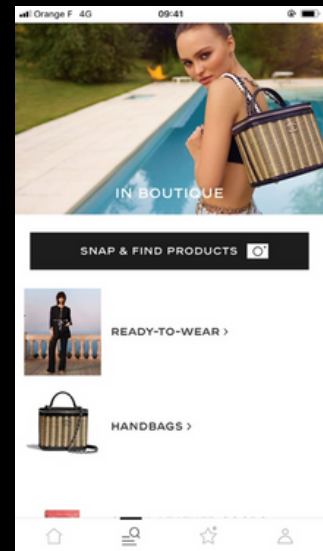 Orange F 4G 09:41
IN BOUTIQUE
SNAP & FIND PRODUCTS
READY-TO-WEAR >
HANDBAGS >